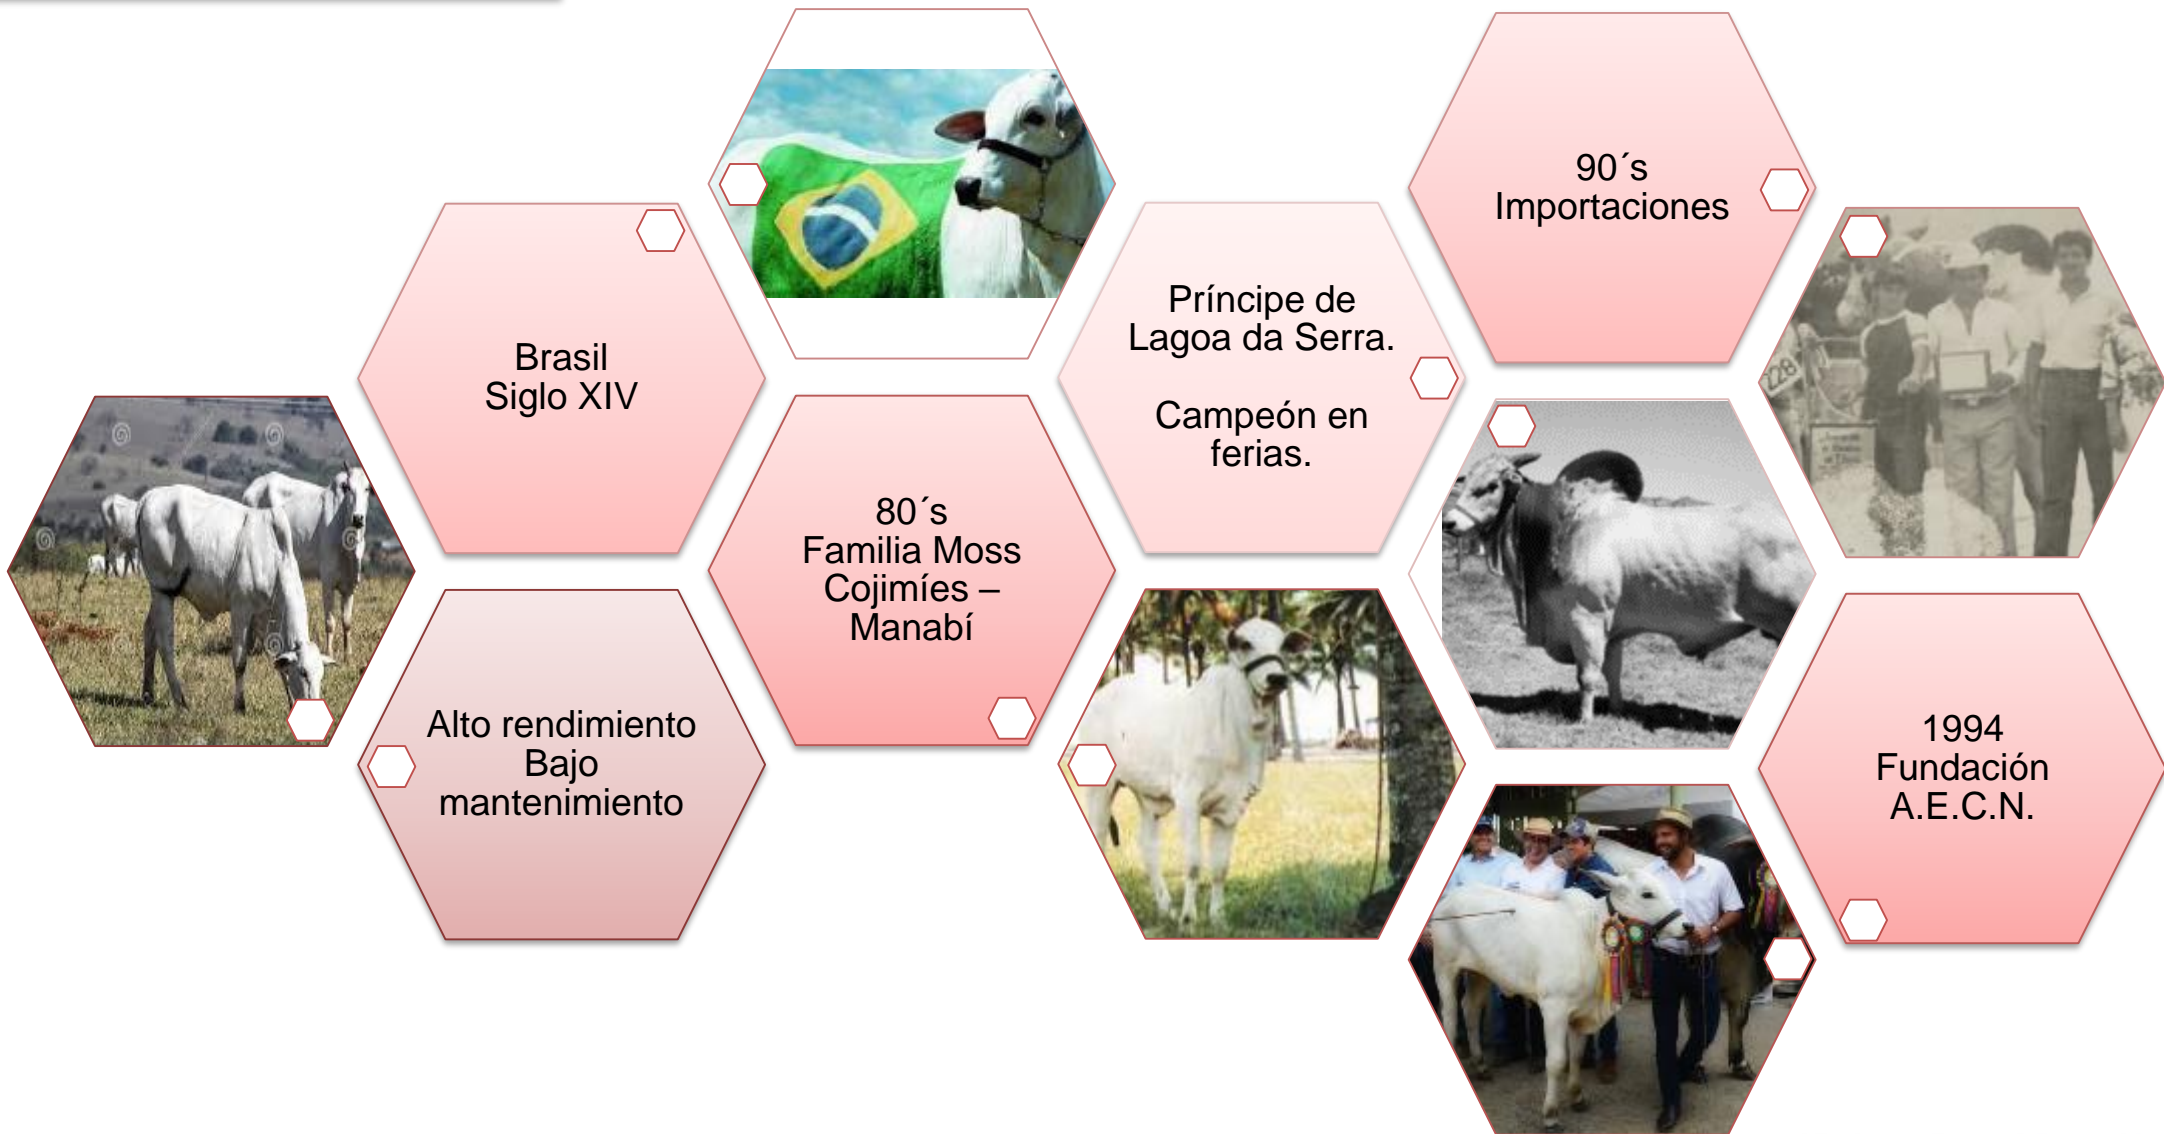 Brasil
Siglo XIV
Alto rendimiento
Bajo
mantenimiento
80´s
Familia Moss
Cojimíes –
Manabí
Príncipe de
Lagoa da Serra.
Campeón en
ferias.
90´s
Importaciones
228
1994
Fundación
A.E.C.N.